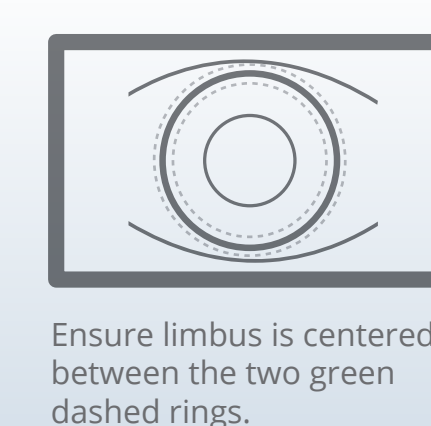 Ensure limbus is centered
between the two green
dashed rings.